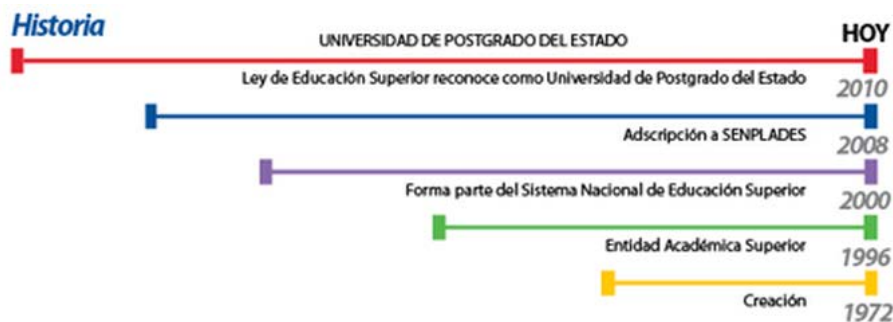 Historia
UNIVERSIDAD DE POSTGRADO DEL ESTADO
HOY
Ley de Educación Superior reconoce como Universidad de Postgrado del Estado
2010
Adscripción a SENPLADES
2008
Forma parte del Sistema Nacional de Educación Superior
2000
Entidad Académica Superior
1996
Creación
1972